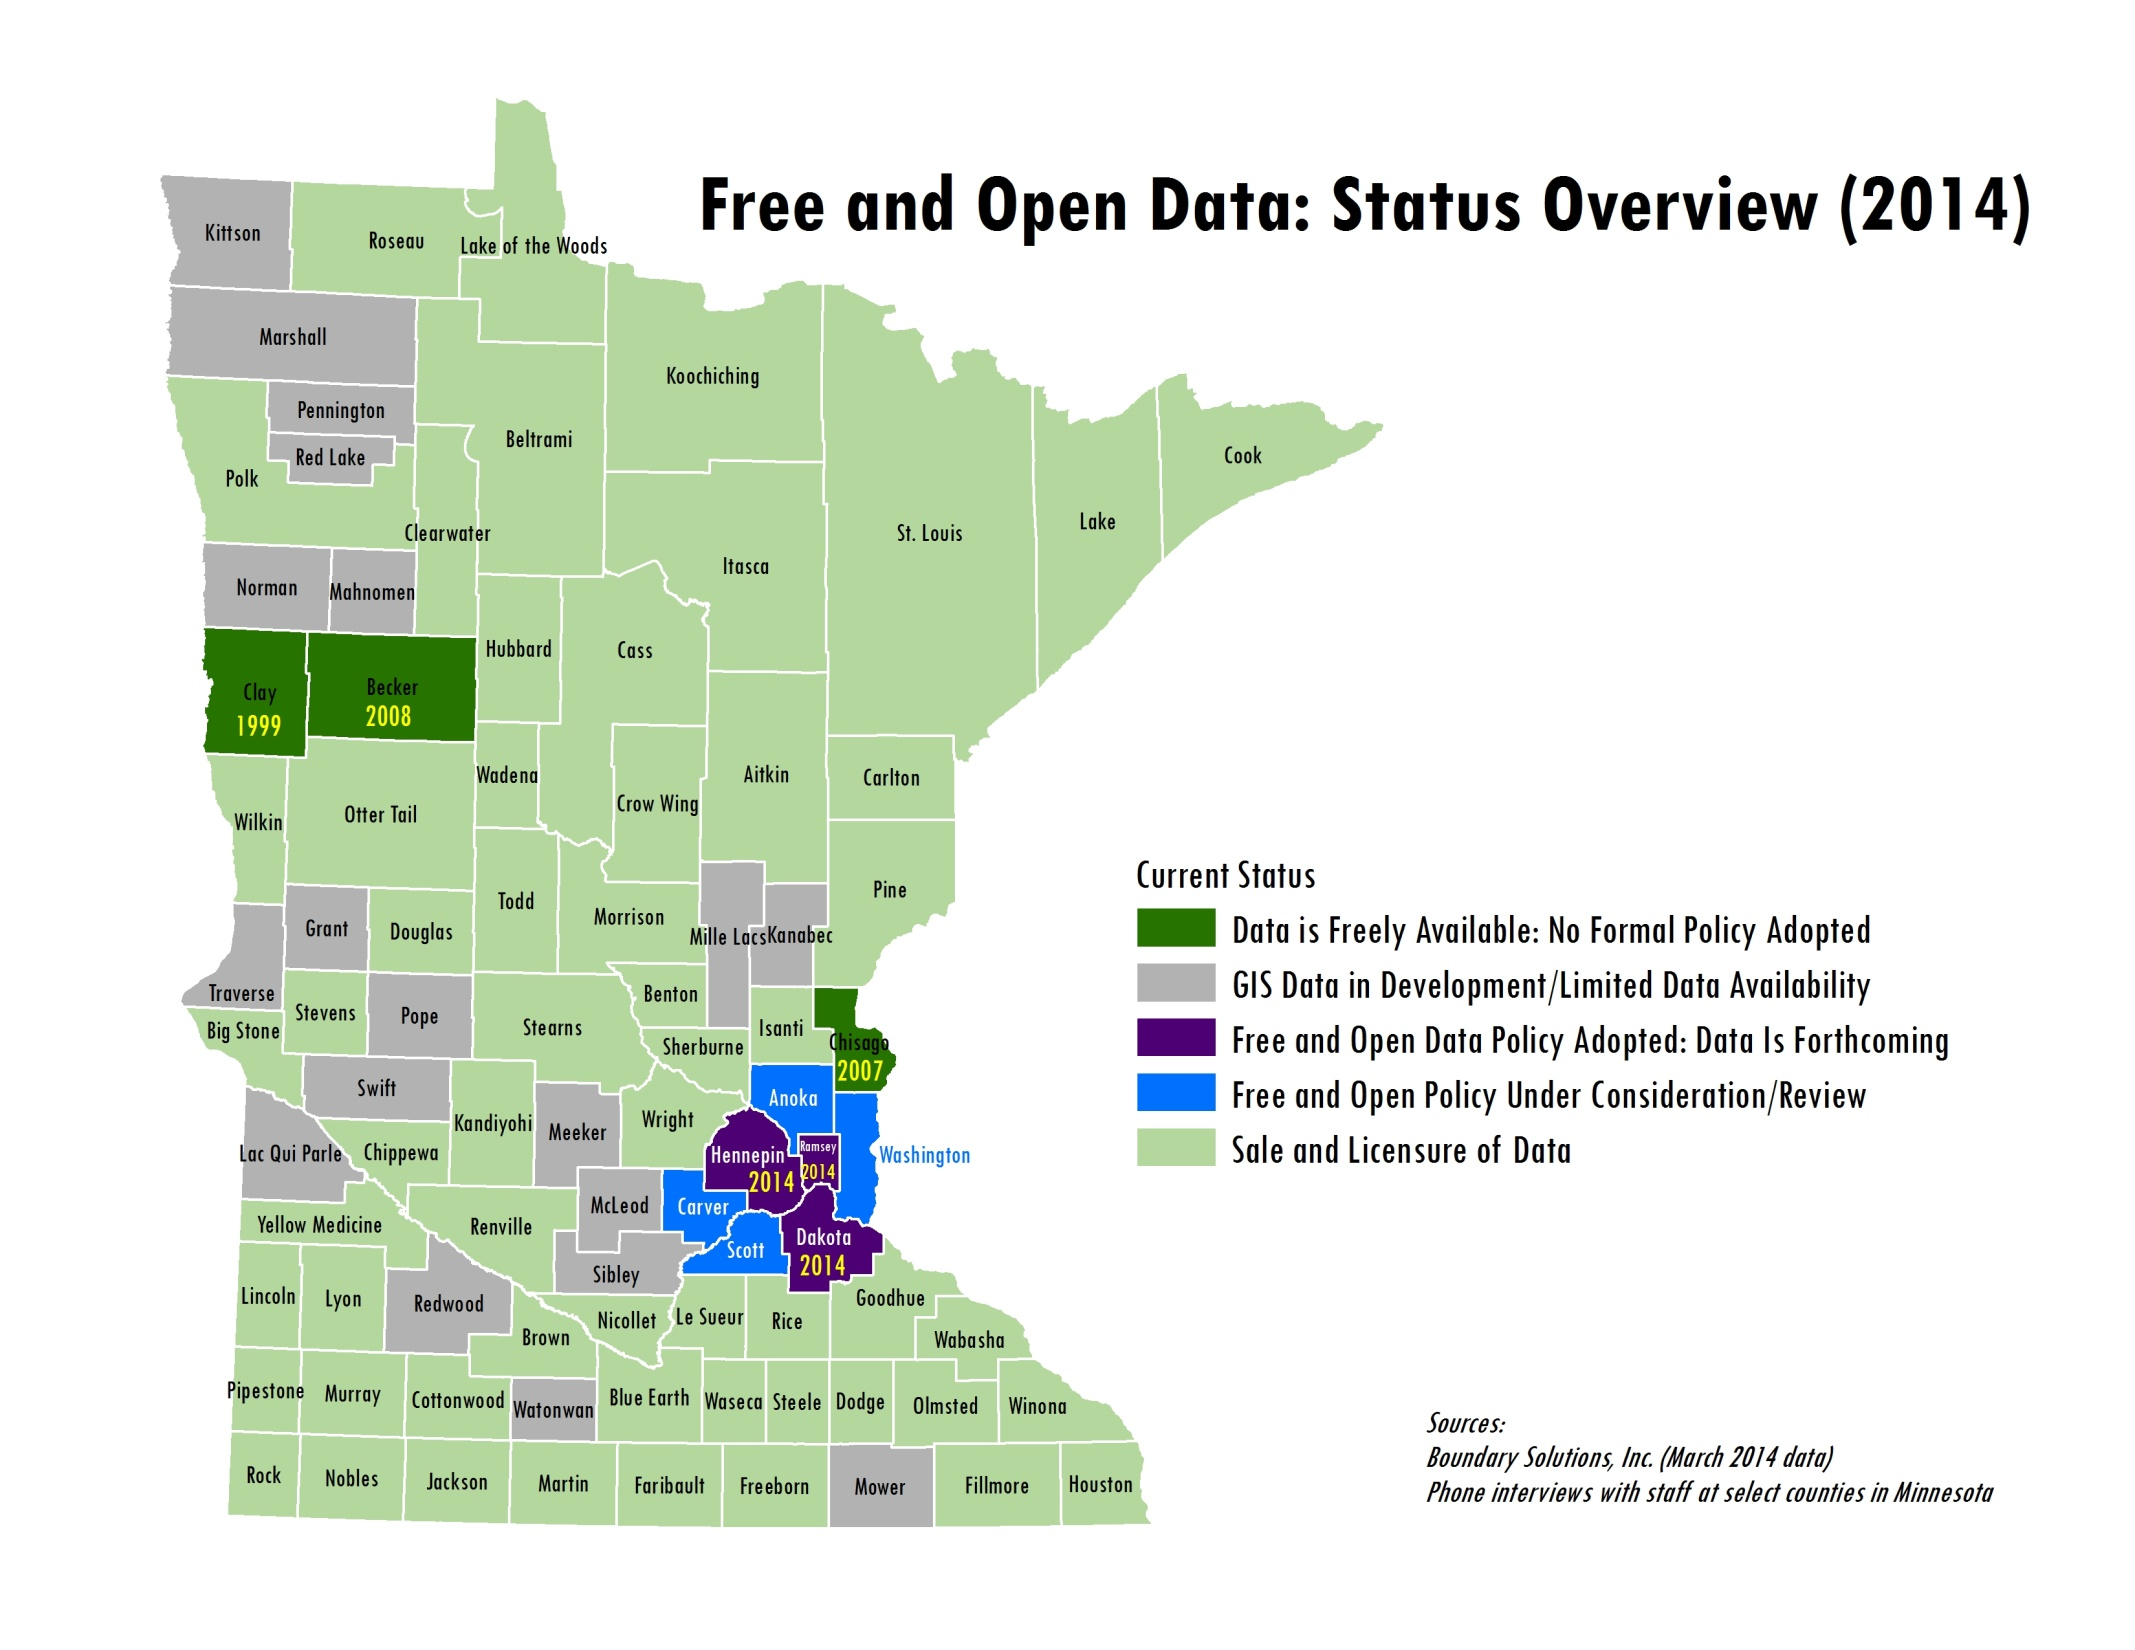 Free and Open Data: Status Overview (2014)
Kittson
Roseau
Lake of the Woods
Marshall
Koochiching
Pennington
Beltrami
Red Lake
Polk
Cook
Clearwater
St. Louis
Lake
Itasca
Norman
Mahnomen
Hubbard
Cass
Clay
1999
Becker
2008
Wadena
Aitkin
Carlton
Crow Wing
Otter Tail
Wilkin
Pine
Todd
Morrison
Grant
Douglas
Mille Lacs
Kanabec
Traverse
Benton
Stevens
Pope
Stearns
Isanti
Big Stone
Sherburne
Chisago
2007
Swift
Anoka
Kandiyohi
Wright
Meeker
Lac Qui Parle
Chippewa
Hennepin
2014
Ramsey
2014
Washington
McLeod
Carver
Yellow Medicine
Renville
Dakota
2014
Scott
Sibley
Lincoln
Lyon
Redwood
Goodhue
Nicollet
Le Sueur
Rice
Brown
Wabasha
Pipestone
Murray
Cottonwood
Watonwan
Blue Earth
Waseca
Steele
Dodge
Olmsted
Winona
Rock
Nobles
Jackson
Martin
Faribault
Freeborn
Mower
Fillmore
Houston
Current Status
Data is Freely Available: No Formal Policy Adopted
GIS Data in Development/Limited Data Availability
Free and Open Data Policy Adopted: Data Is Forthcoming
Free and Open Policy Under Consideration/Review
Sale and Licensure of Data
Sources:
Boundary Solutions, Inc. (March 2014 data)
Phone interviews with staff at select counties in Minnesota